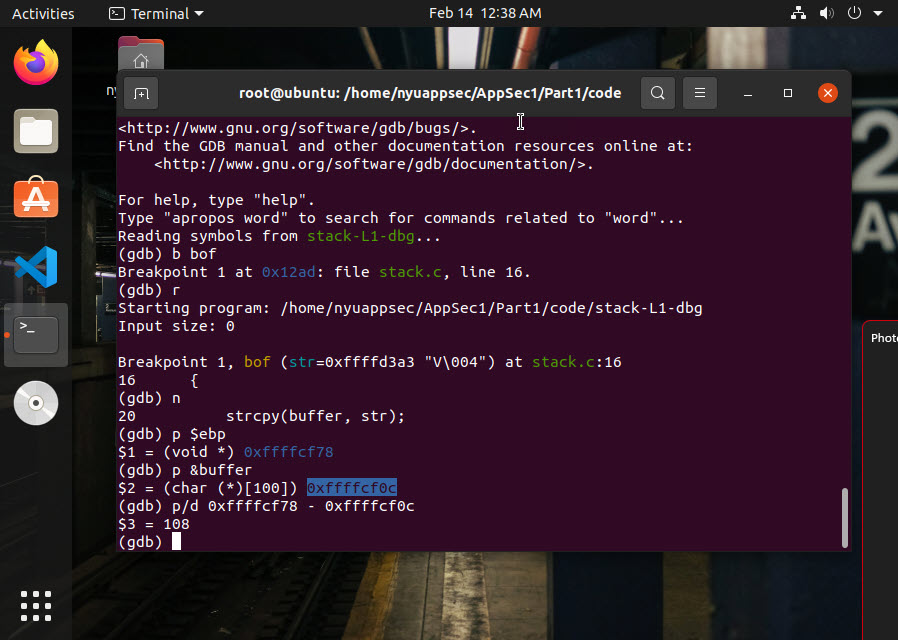 Activities
Terminal
Feb 14 12:38 AM
root@ubuntu: /home/nyuappsec/AppSec1/Part1/code
<http://www.gnu.org/software/gdb/bugs/>.
Find the GDB manual and other documentation resources online at:
    <http://www.gnu.org/software/gdb/documentation/>.
For help, type "help".
Type "apropos word" to search for commands related to "word"...
Reading symbols from stack-L1-dbg...
(gdb) b bof
Breakpoint 1 at 0x12ad: file stack.c, line 16.
(gdb) r
Starting program: /home/nyuappsec/AppSec1/Part1/code/stack-L1-dbg
Input size: 0
Breakpoint 1, bof (str=0xffffd3a3 "V\004") at stack.c:16
16      {
(gdb) n
20          strcpy(buffer, str);
(gdb) p $ebp
$1 = (void *) 0xffffcf78
(gdb) p &buffer
$2 = (char (*)[100]) 0xffffcf0c
(gdb) p/d 0xffffcf78 - 0xffffcf0c
$3 = 108
(gdb)
Photo